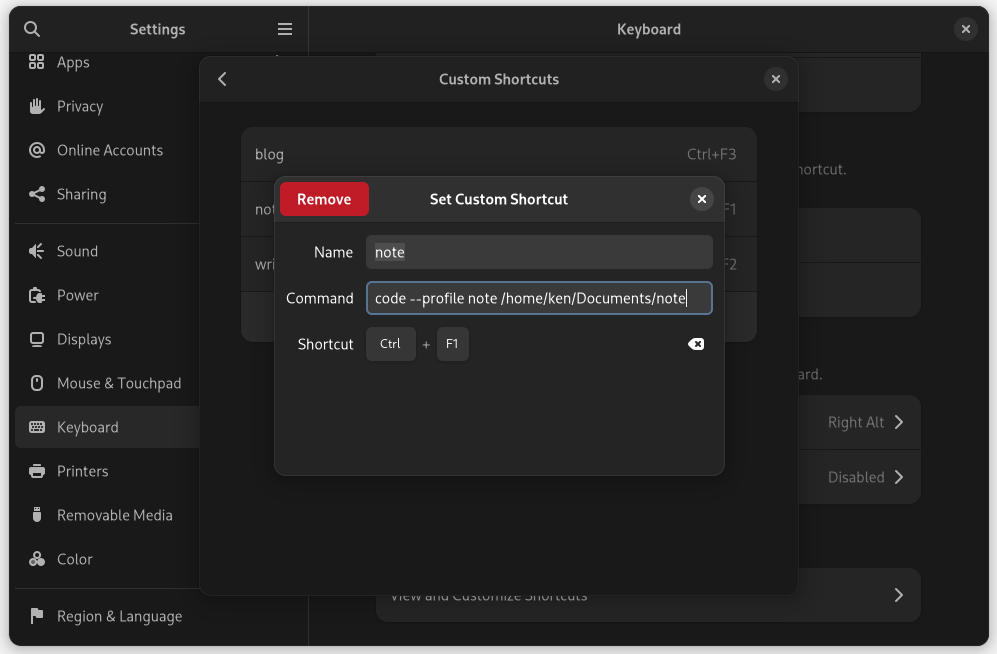 Settings
Keyboard
Apps
Privacy
Online Accounts
Sharing
Sound
Power
Displays
Mouse & Touchpad
Keyboard
Printers
Removable Media
Color
Region & Language
Custom Shortcuts
blog Ctrl+F3
not F1
wri F2
Remove Set Custom Shortcut
Name note
Command code --profile note /home/ken/Documents/note
Shortcut Ctrl + F1
hortcut.
ard.
Right Alt
Disabled
View and Customize Shortcuts